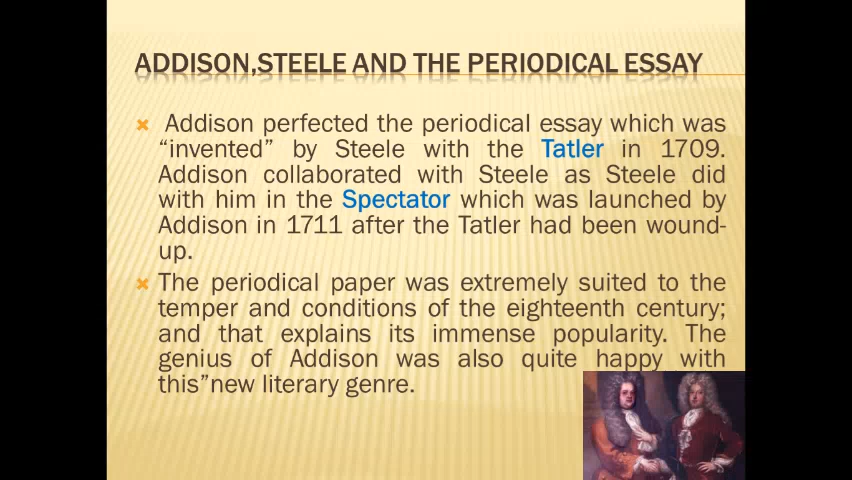 ADDISON,STEELE AND THE PERIODICAL ESSAY
Addison perfected the periodical essay which was
“invented” by Steele with the Tatler in 1709.
Addison collaborated with Steele as Steele did
with him in the Spectator which was launched by
Addison in 1711 after the Tatler had been wound-
up.
The periodical paper was extremely suited to the
temper and conditions of the eighteenth century;
and that explains its immense popularity. The
genius of Addison was also quite happy with
this”new literary genre.